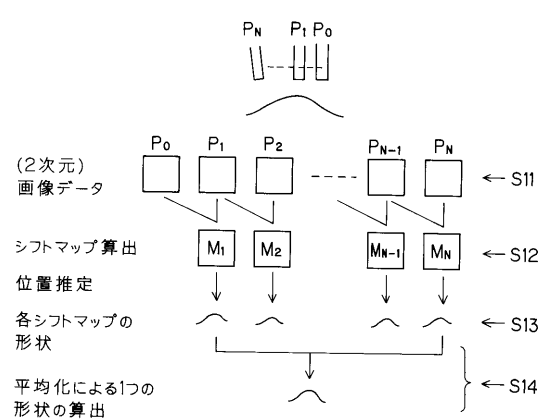 PN P1 P0
P0 P1 P2 PN-1 PN
(2次元)
画像データ
S11
シフトマップ算出
M1 M2 MN-1 MN
S12
位置推定
各シフトマップの
形状
S13
平均化による1つの
形状の算出
S14